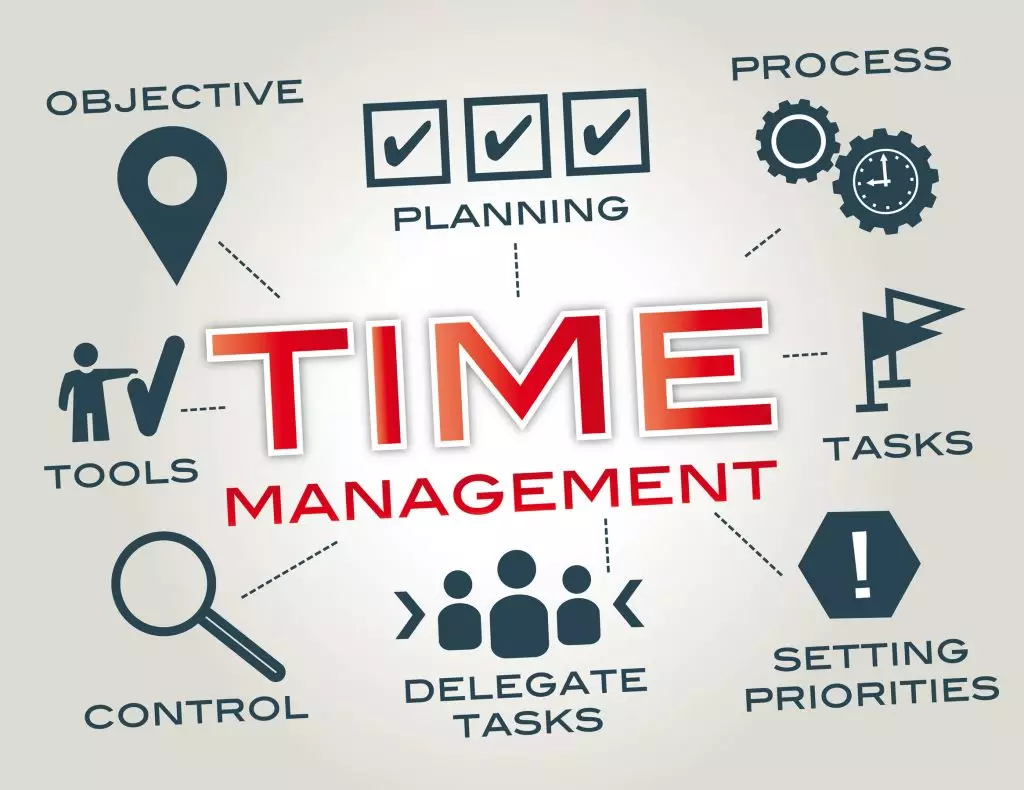 OBJECTIVE
PLANNING
PROCESS
TOOLS
TIME
MANAGEMENT
TASKS
CONTROL
DELEGATE
TASKS
!
SETTING
PRIORITIES